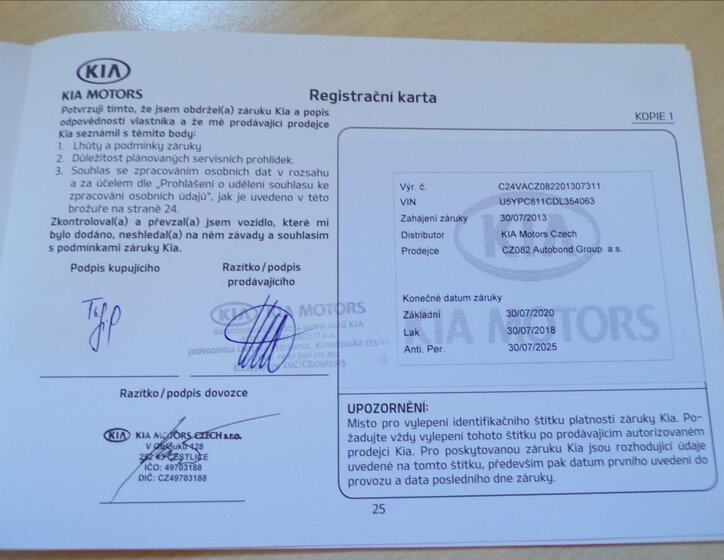 KIA
KIA MOTORS
Registrační karta
KOPIE 1
Potvrzuji tímto, že jsem obdržel(a) záruku Kia a popis
odpovědnosti vlastníka a že mě prodávající prodejce
Kia seznámil s těmito body:
1. Lhůty a podmínky záruky
2. Důležitost plánovaných servisních prohlídek.
3. Souhlas se zpracováním osobních dat v rozsahu
a za účelem dle „Prohlášení o udělení souhlasu ke
zpracování osobních údajů", jak je uvedeno v této
brožuře na straně 24.
Zkontroloval(a) a převzal(a) jsem vozidlo, které mi
bylo dodáno, neshledal(a) na něm závady a souhlasím
s podmínkami záruky Kia.
Podpis kupujícího
Razítko/podpis
prodávajícího
KIA MOTORS
Razítko/podpis dovozce
KIA KIA MOTORS CZECH s.r.o.
IČO: 49703188
DIČ: CZ49703188
Výr. č. C24VACZ082201307311
VIN U5YPC811CDL354063
Zahájení záruky 30/07/2013
Distributor KIA Motors Czech
Prodejce CZ082 Autobond Group a.s.
Konečné datum záruky
Základní 30/07/2020
Lak 30/07/2018
Anti. Per. 30/07/2025
KIA
KIA MOTORS
UPOZORNĚNÍ:
Místo pro vylepení identifikačního štítku platnosti záruky Kia. Po-
žadujte vždy vylepení tohoto štítku po prodávajícím autorizovaném
prodejci Kia. Pro poskytovanou záruku Kia jsou rozhodující údaje
uvedené na tomto štítku, především pak datum prvního uvedení do
provozu a data posledního dne záruky.
25